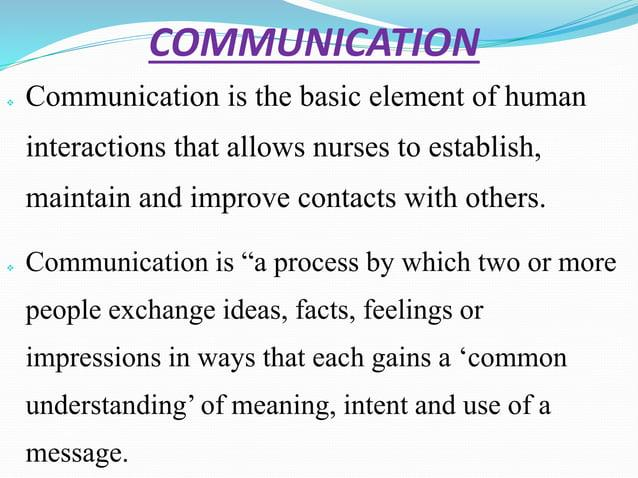 COMMUNICATION
Communication is the basic element of human
interactions that allows nurses to establish,
maintain and improve contacts with others.
Communication is “a process by which two or more
people exchange ideas, facts, feelings or
impressions in ways that each gains a ‘common
understanding’ of meaning, intent and use of a
message.